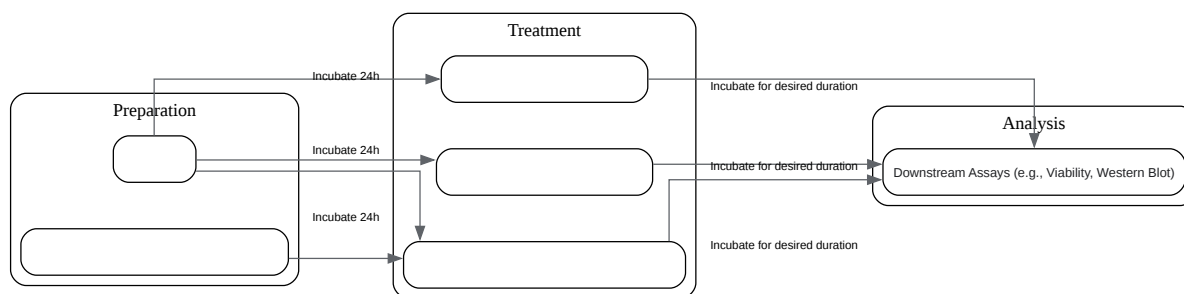 Treatment
Incubate 24h
Incubate for desired duration
Preparation
Analysis
Incubate 24h
Incubate for desired duration
Downstream Assays (e.g., Viability, Western Blot)
Incubate 24h
Incubate for desired duration